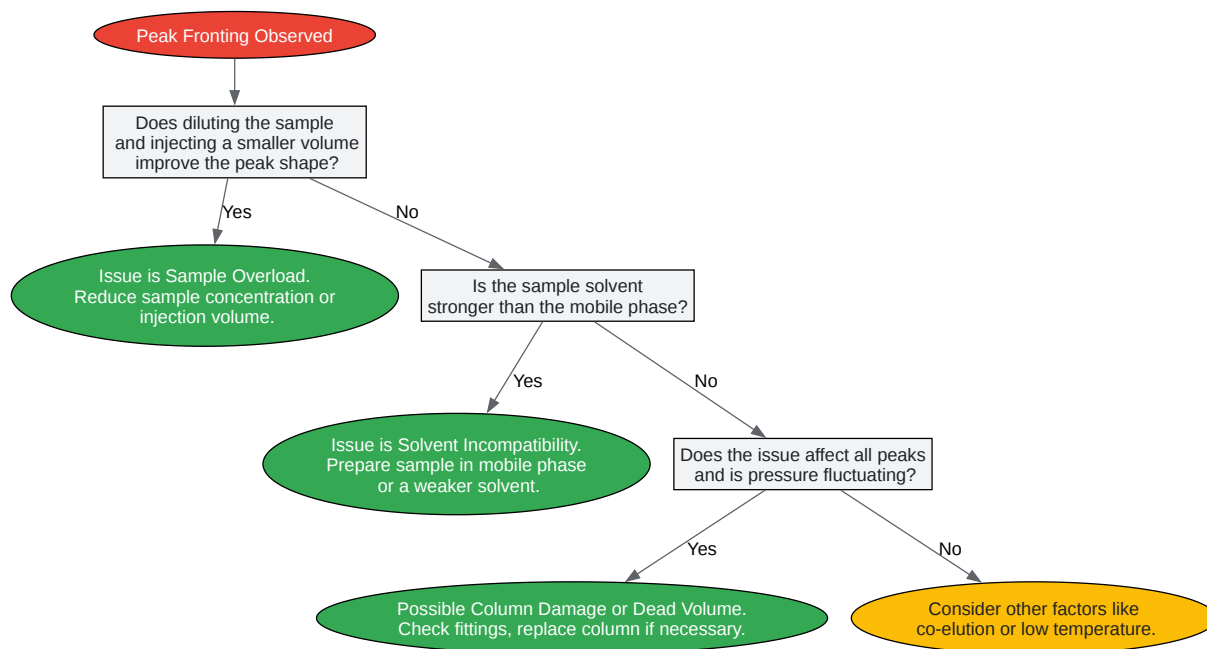 Peak Fronting Observed
Does diluting the sample
and injecting a smaller volume
improve the peak shape?
Yes
No
Issue is Sample Overload.
Reduce sample concentration or
injection volume.
Is the sample solvent
stronger than the mobile phase?
Yes
No
Issue is Solvent Incompatibility.
Prepare sample in mobile phase
or a weaker solvent.
Does the issue affect all peaks
and is pressure fluctuating?
Yes
No
Possible Column Damage or Dead Volume.
Check fittings, replace column if necessary.
Consider other factors like
co-elution or low temperature.